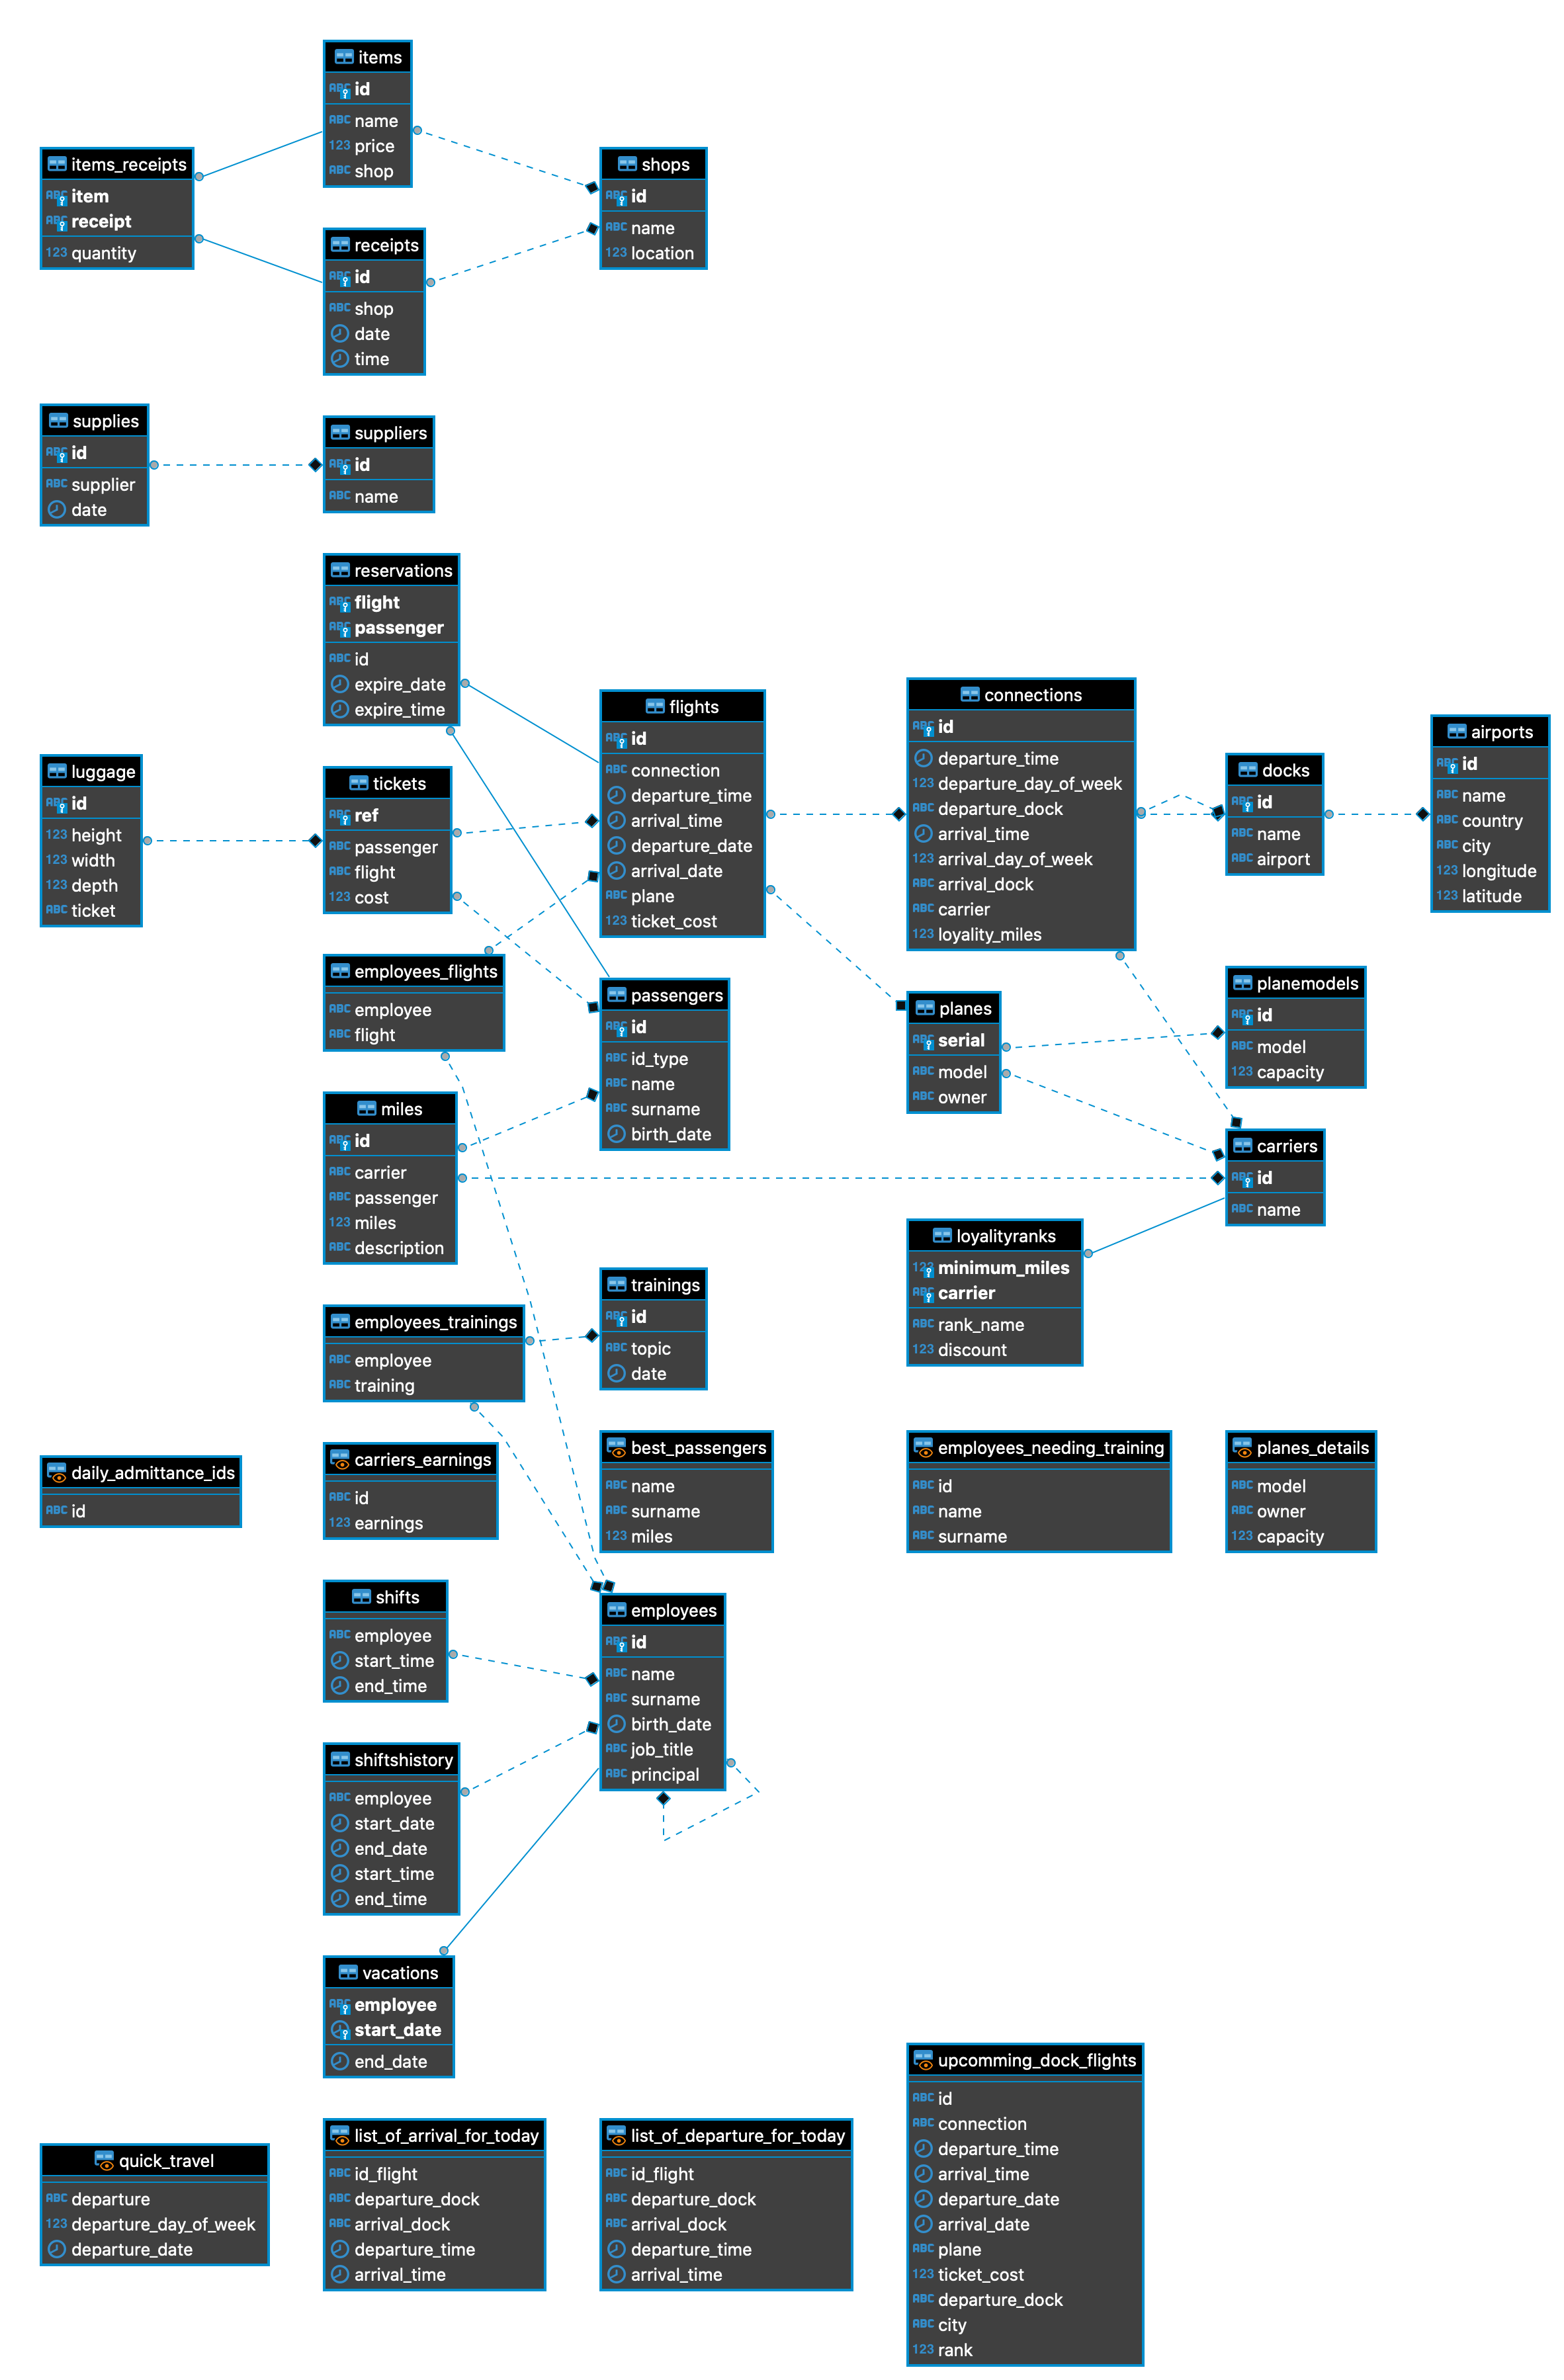 items
id
name
price
shop
items_receipts
item
receipt
quantity
shops
id
name
location
receipts
id
shop
date
time
supplies
id
supplier
date
suppliers
id
name
reservations
flight
passenger
id
expire_date
expire_time
flights
id
connection
departure_time
arrival_time
departure_date
arrival_date
plane
ticket_cost
connections
id
departure_time
departure_day_of_week
departure_dock
arrival_time
arrival_day_of_week
arrival_dock
carrier
loyality_miles
docks
id
name
airport
airports
id
name
country
city
longitude
latitude
luggage
id
height
width
depth
ticket
tickets
ref
passenger
flight
cost
employees_flights
employee
flight
passengers
id
id_type
name
surname
birth_date
planes
serial
model
owner
planemodels
id
model
capacity
miles
id
carrier
passenger
miles
description
carriers
id
name
loyalityranks
minimum_miles
carrier
rank_name
discount
employees_trainings
employee
training
trainings
id
topic
date
daily_admittance_ids
id
carriers_earnings
id
earnings
best_passengers
name
surname
miles
employees_needing_training
id
name
surname
planes_details
model
owner
capacity
shifts
employee
start_time
end_time
employees
id
name
surname
birth_date
job_title
principal
shiftshistory
employee
start_date
end_date
start_time
end_time
vacations
employee
start_date
end_date
quick_travel
departure
departure_day_of_week
departure_date
list_of_arrival_for_today
id_flight
departure_dock
arrival_dock
departure_time
arrival_time
list_of_departure_for_today
id_flight
departure_dock
arrival_dock
departure_time
arrival_time
upcomming_dock_flights
id
connection
departure_time
arrival_time
departure_date
arrival_date
plane
ticket_cost
departure_dock
city
rank